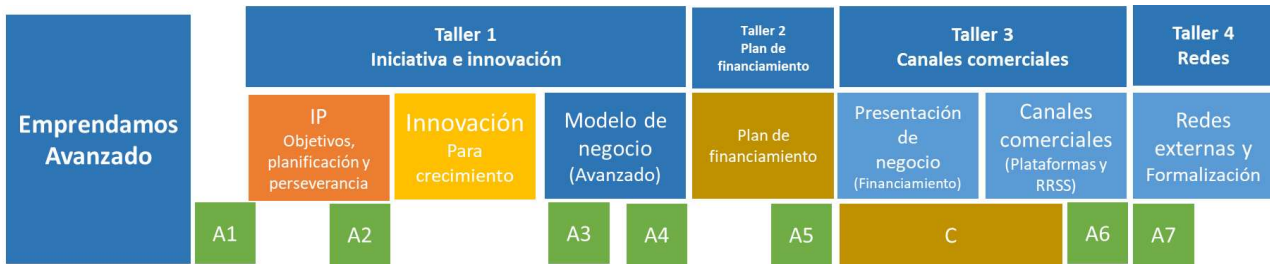 Emprendamos
Avanzado
Taller 1
Iniciativa e innovación
Taller 2
Plan de
financiamiento
Taller 3
Canales comerciales
Taller 4
Redes
IP
Objetivos,
planificación y
perseverancia
Innovación
Para
crecimiento
Modelo de
negocio
(Avanzado)
Plan de
financiamiento
Presentación
de
negocio
(Financiamiento)
Canales
comerciales
(Plataformas y
RRSS)
Redes
externas y
Formalización
A1
A2
A3
A4
A5
C
A6
A7